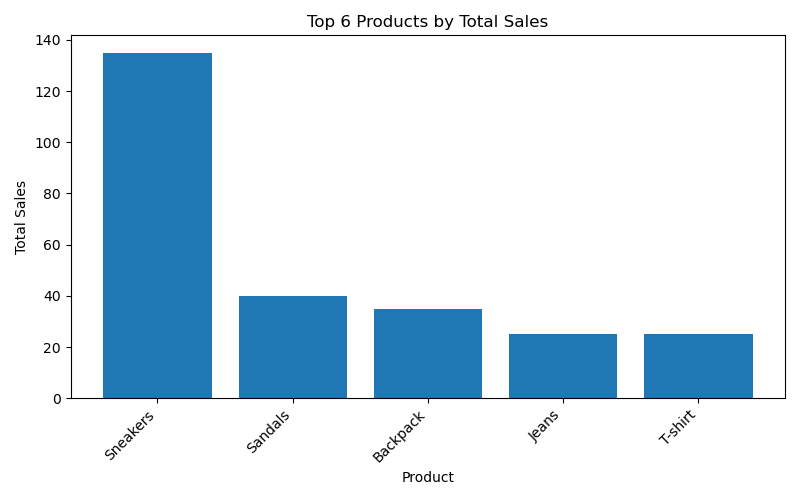 Top 6 Products by Total Sales
Total Sales
140
120
100
80
60
40
20
0
Sneakers
Sandals
Backpack
Jeans
T-shirt
Product